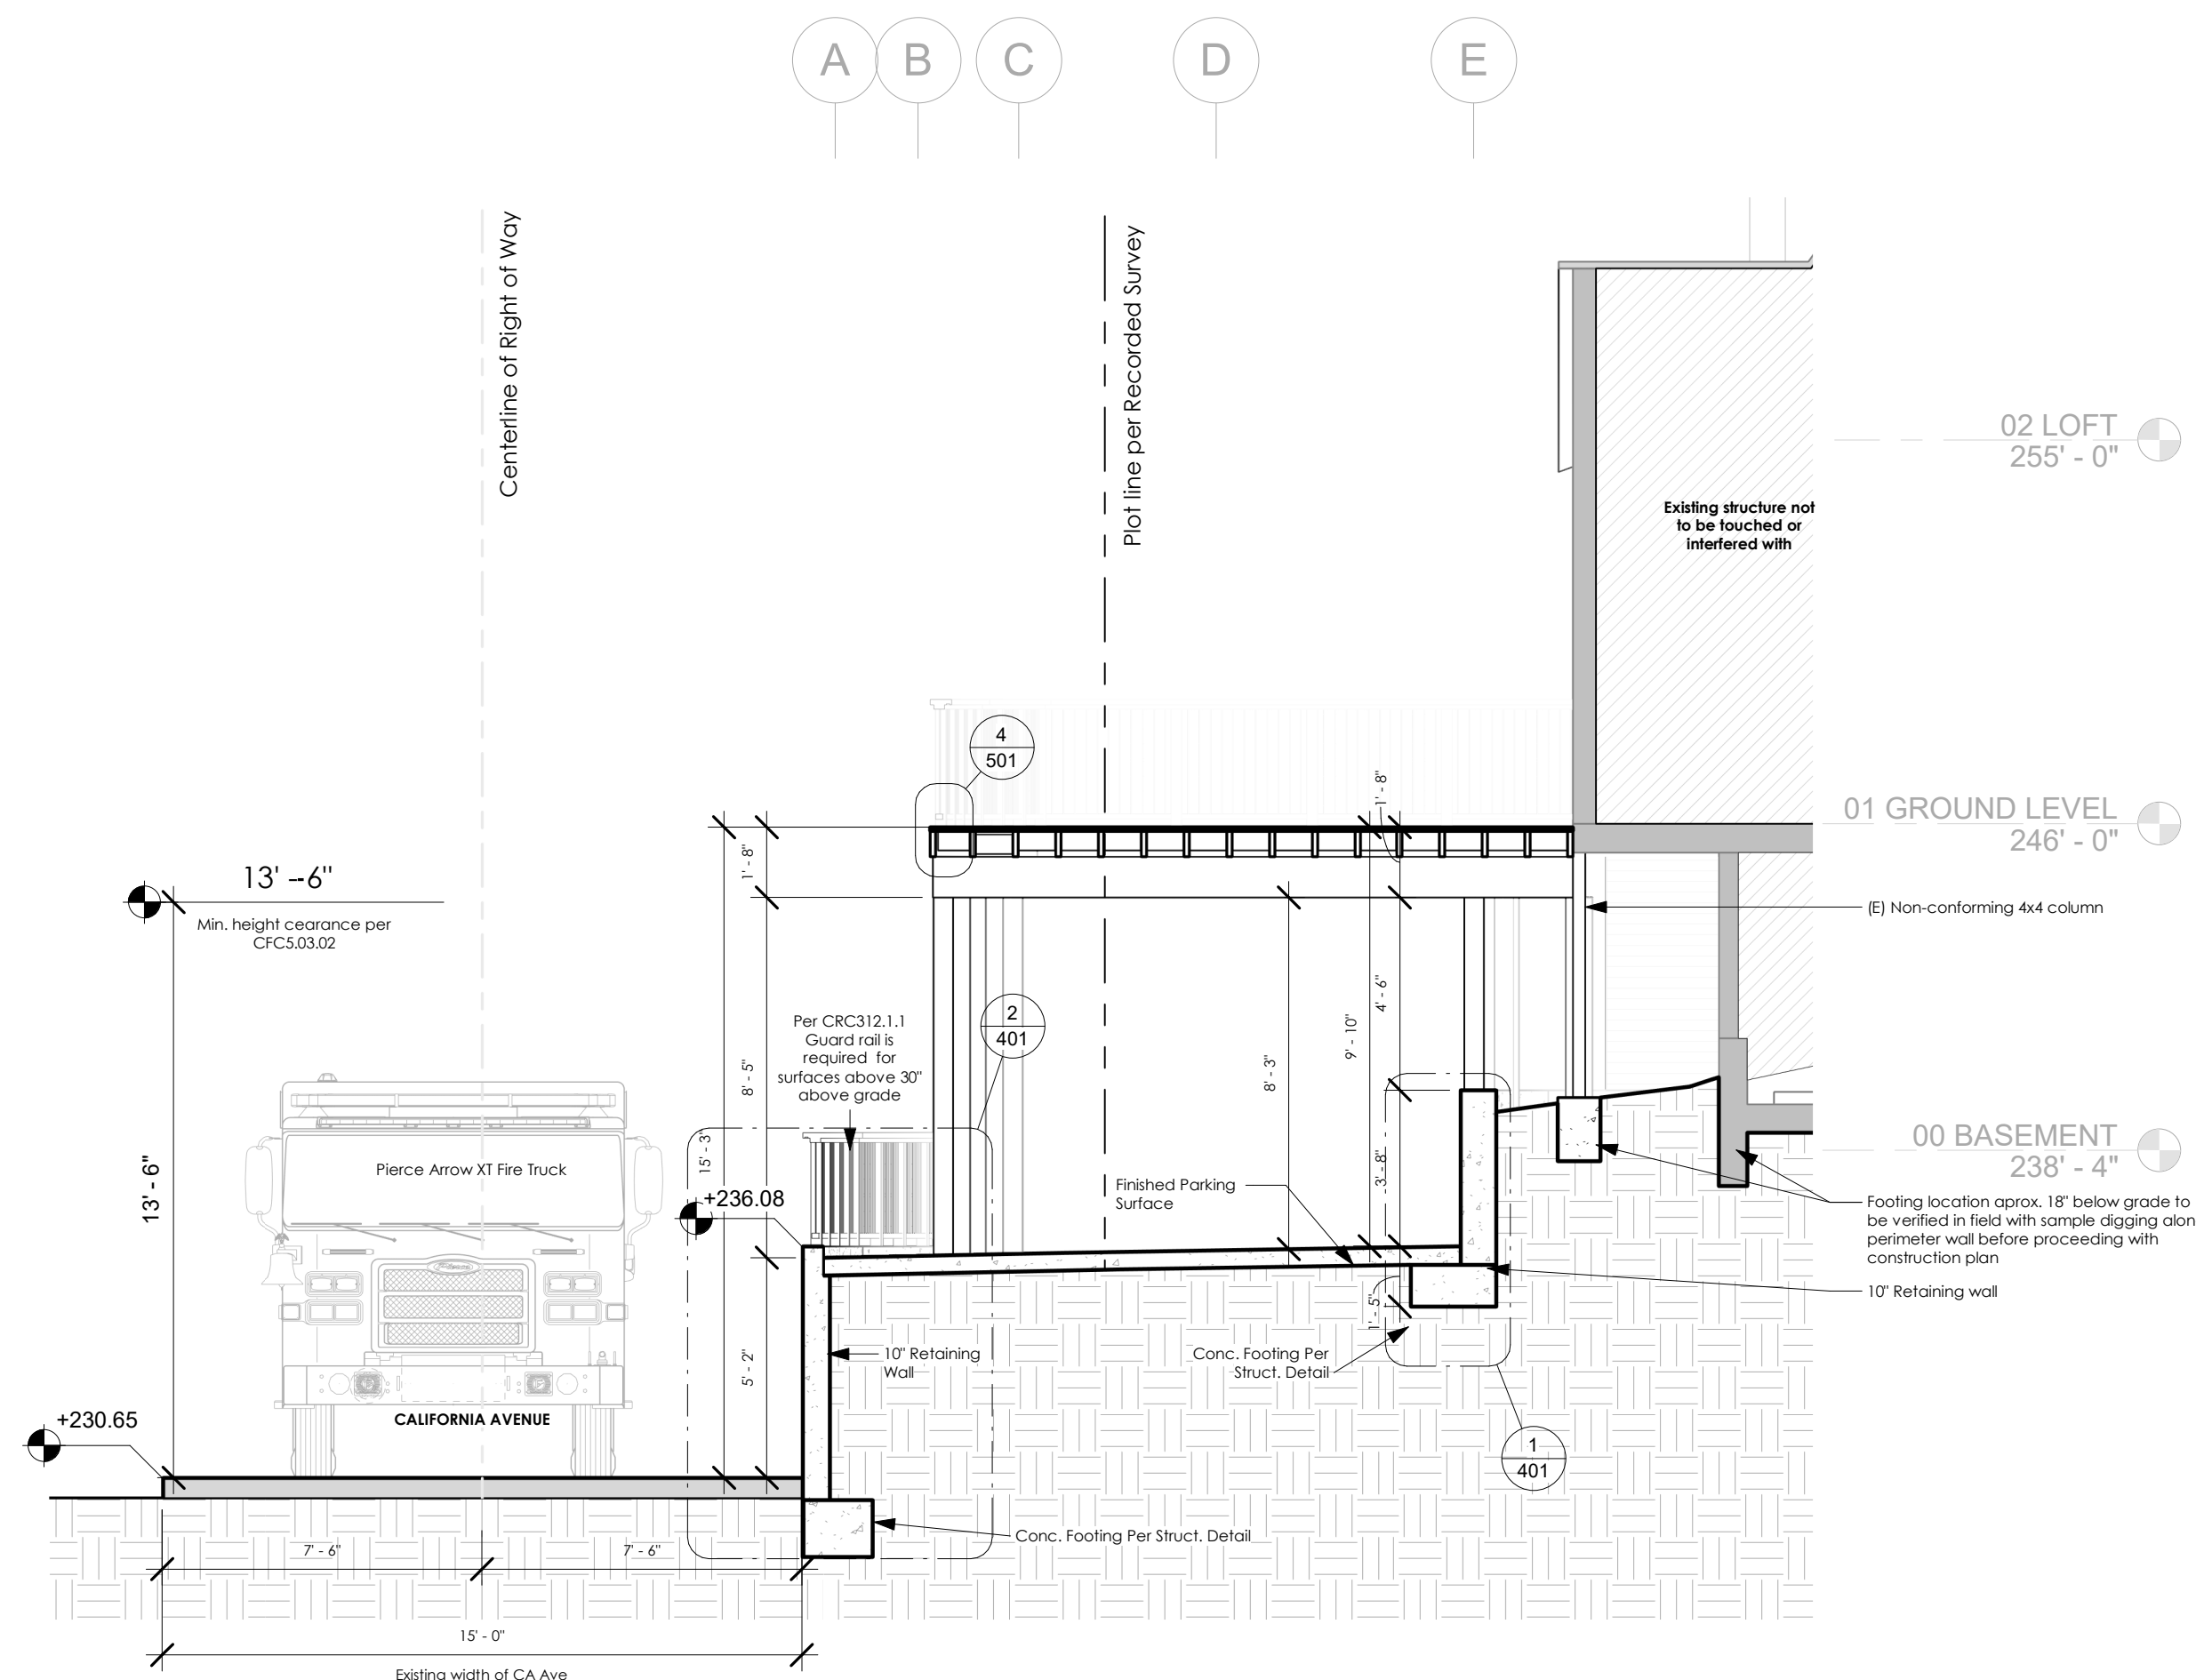 A
B
C
D
E
Centerline of Right of Way
Plot line per Recorded Survey
02 LOFT
255' - 0"
Existing structure not
to be touched or
interfered with
4
501
1' - 8"
01 GROUND LEVEL
246' - 0"
1' - 8"
13' --6"
Min. height cearance per
CFC5.03.02
(E) Non-conforming 4x4 column
Per CRC312.1.1
Guard rail is
required for
surfaces above 30"
above grade
2
401
4' - 6"
9' - 10"
8' - 3"
8' - 5"
15' - 3"
13' - 6"
Pierce Arrow XT Fire Truck
+236.08
3' - 8"
Finished Parking
Surface
00 BASEMENT
238' - 4"
Footing location aprox. 18" below grade to
be verified in field with sample digging alon
perimeter wall before proceeding with
construction plan
10" Retaining wall
1' - 5"
10" Retaining
Wall
Conc. Footing Per
Struct. Detail
5' - 2"
CALIFORNIA AVENUE
+230.65
1
401
Conc. Footing Per Struct. Detail
7' - 6"
7' - 6"
15' - 0"
Existing width of CA Ave